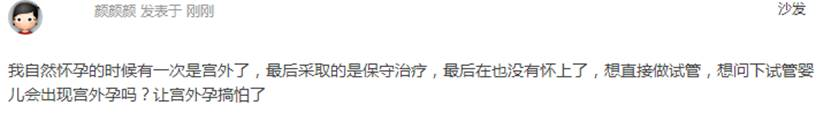 颜颜颜 发表于 刚刚 沙发
我自然怀孕的时候有一次是宫外了，最后采取的是保守治疗，最后在也没有怀上了，想直接做试管，想问下试管婴
儿会出现宫外孕吗？让宫外孕搞怕了